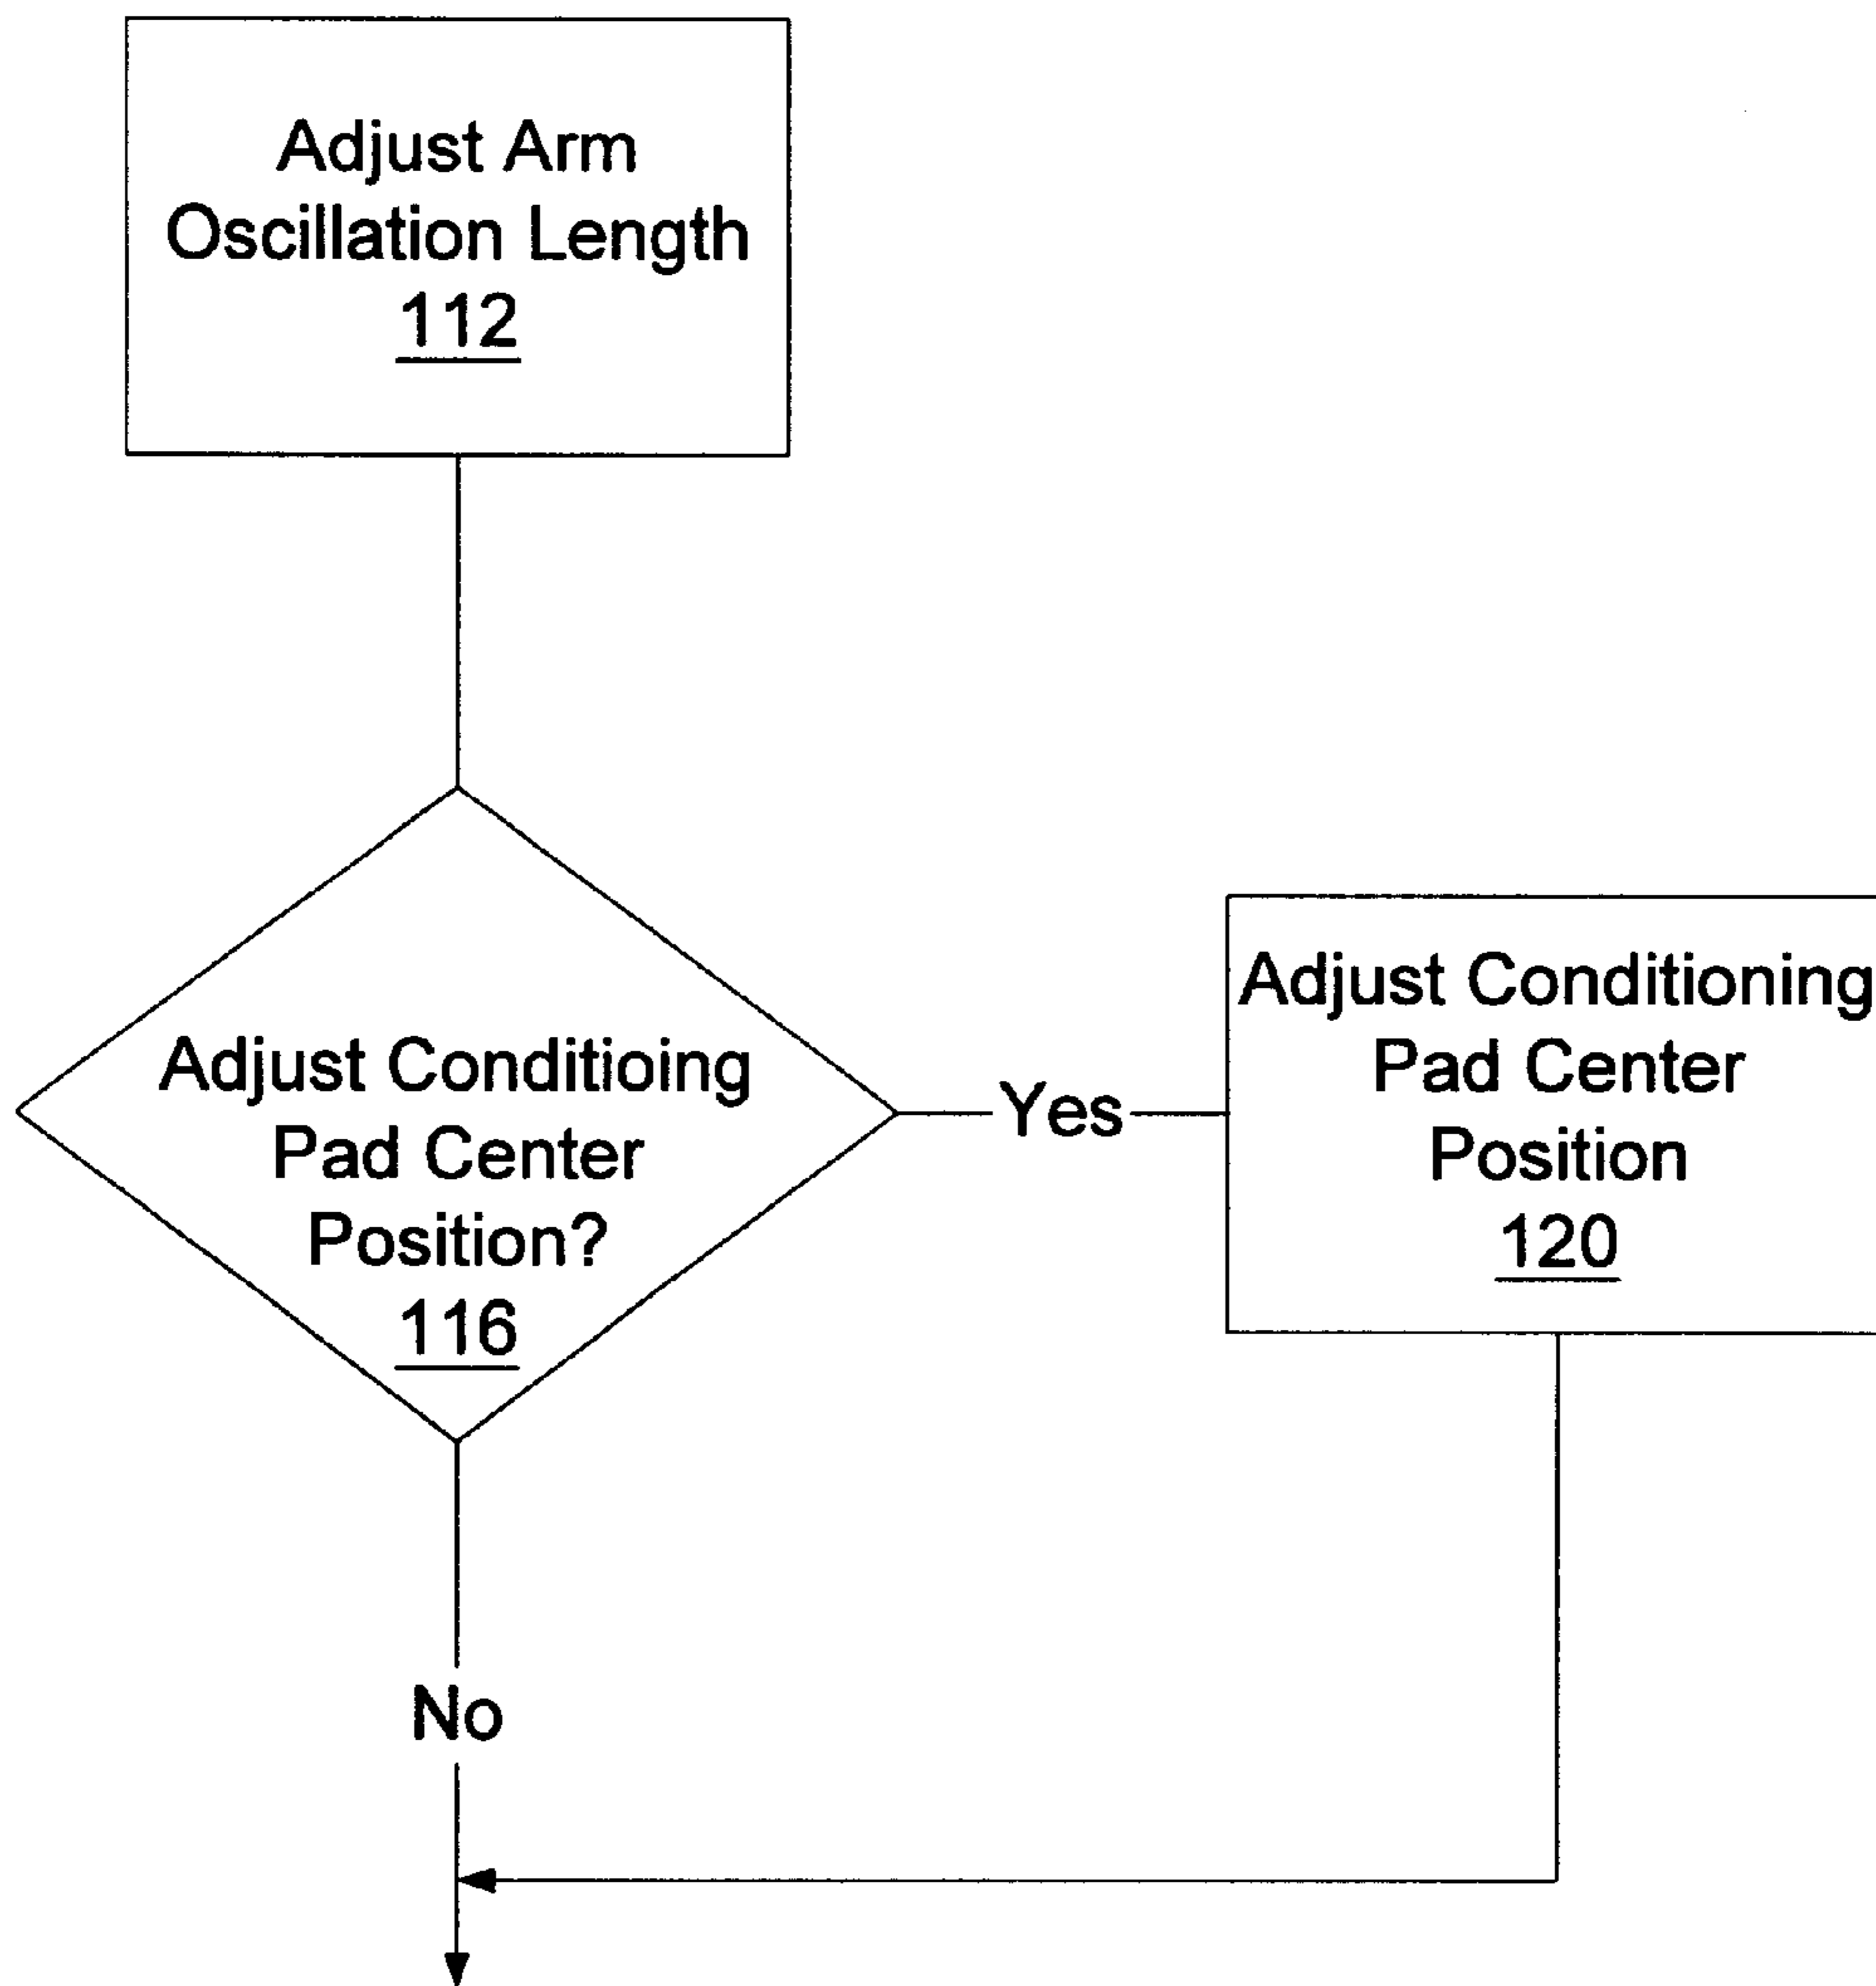 Adjust Arm
Oscillation Length
112
Adjust Conditioing
Pad Center
Position?
116
Yes
Adjust Conditioning
Pad Center
Position
120
No